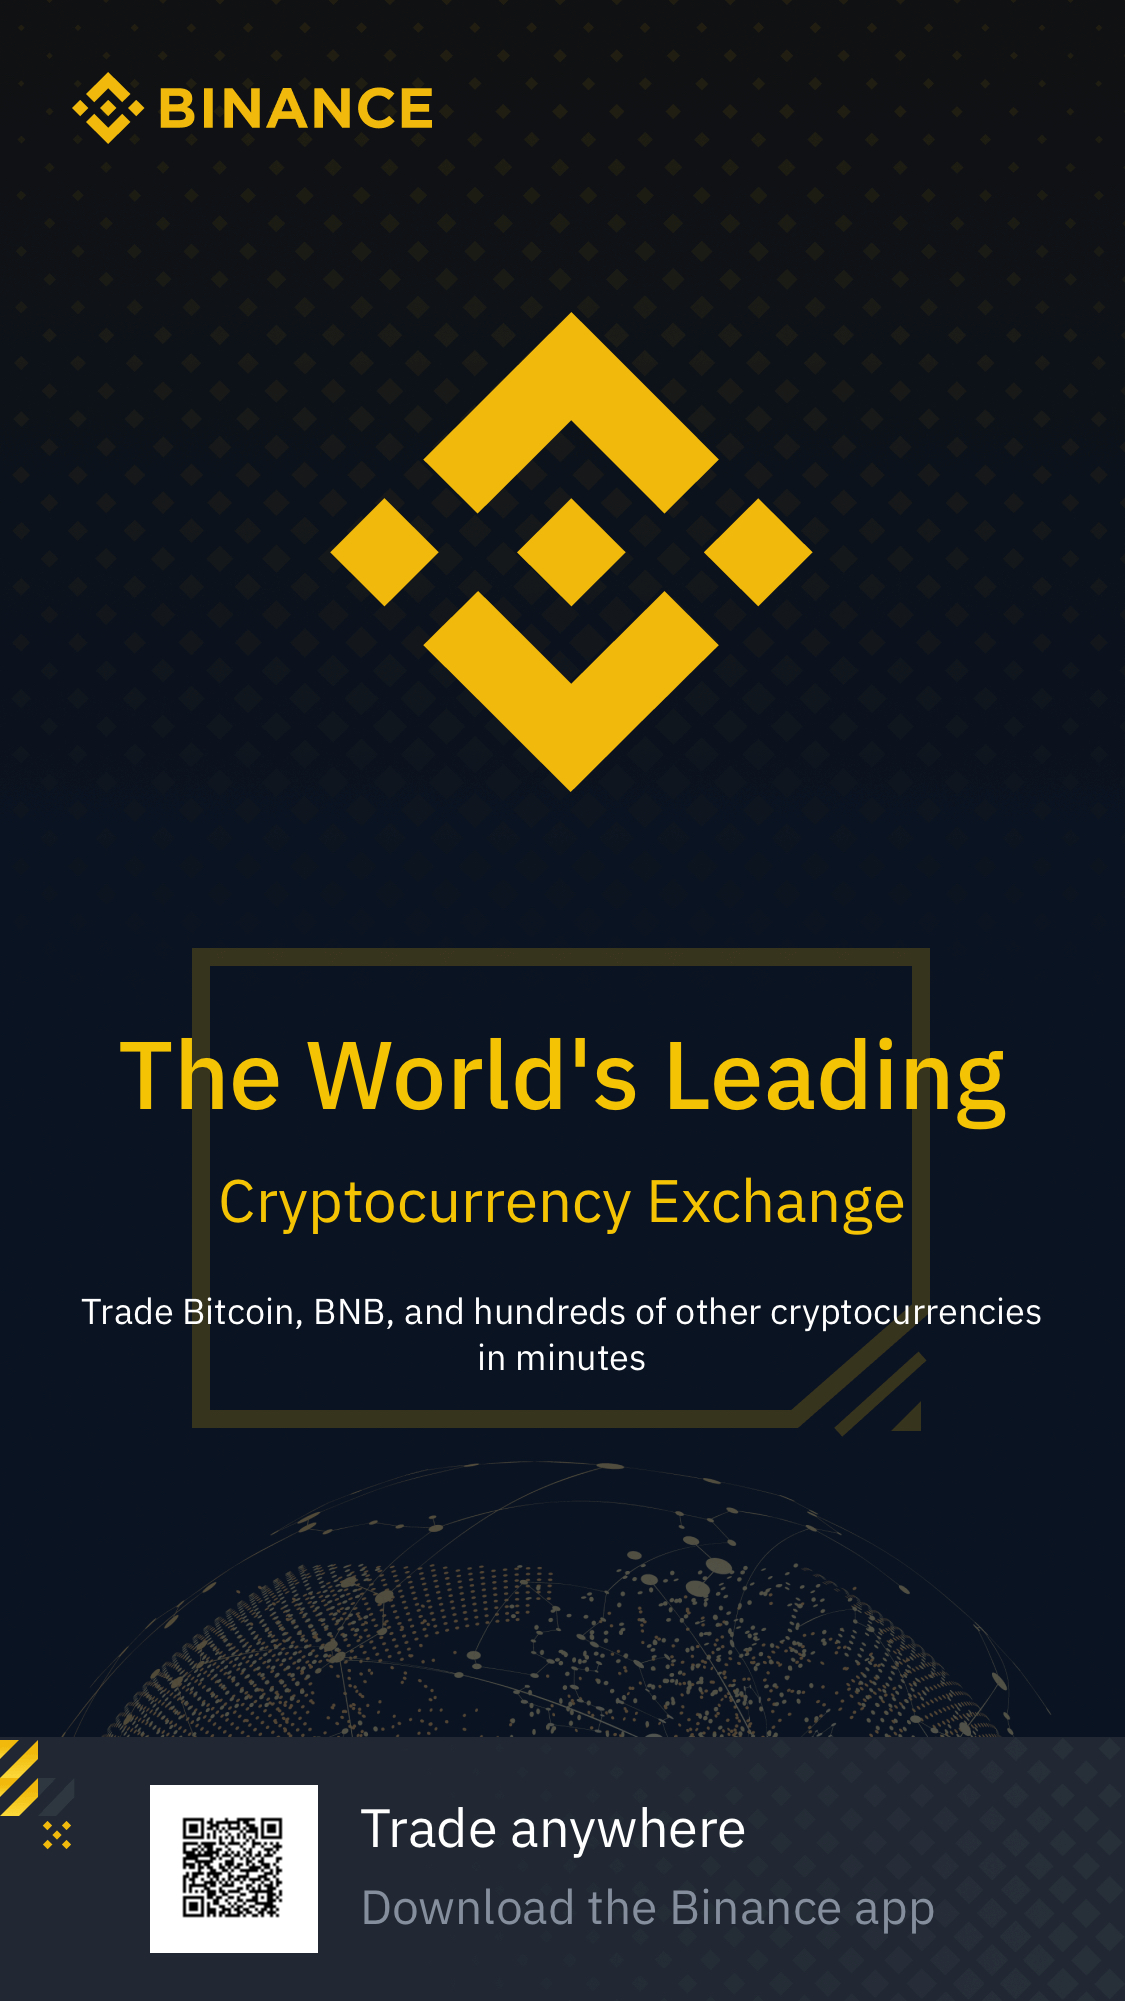 BINANCE
The World's Leading
Cryptocurrency Exchange
Trade Bitcoin, BNB, and hundreds of other cryptocurrencies
in minutes
Trade anywhere
Download the Binance app